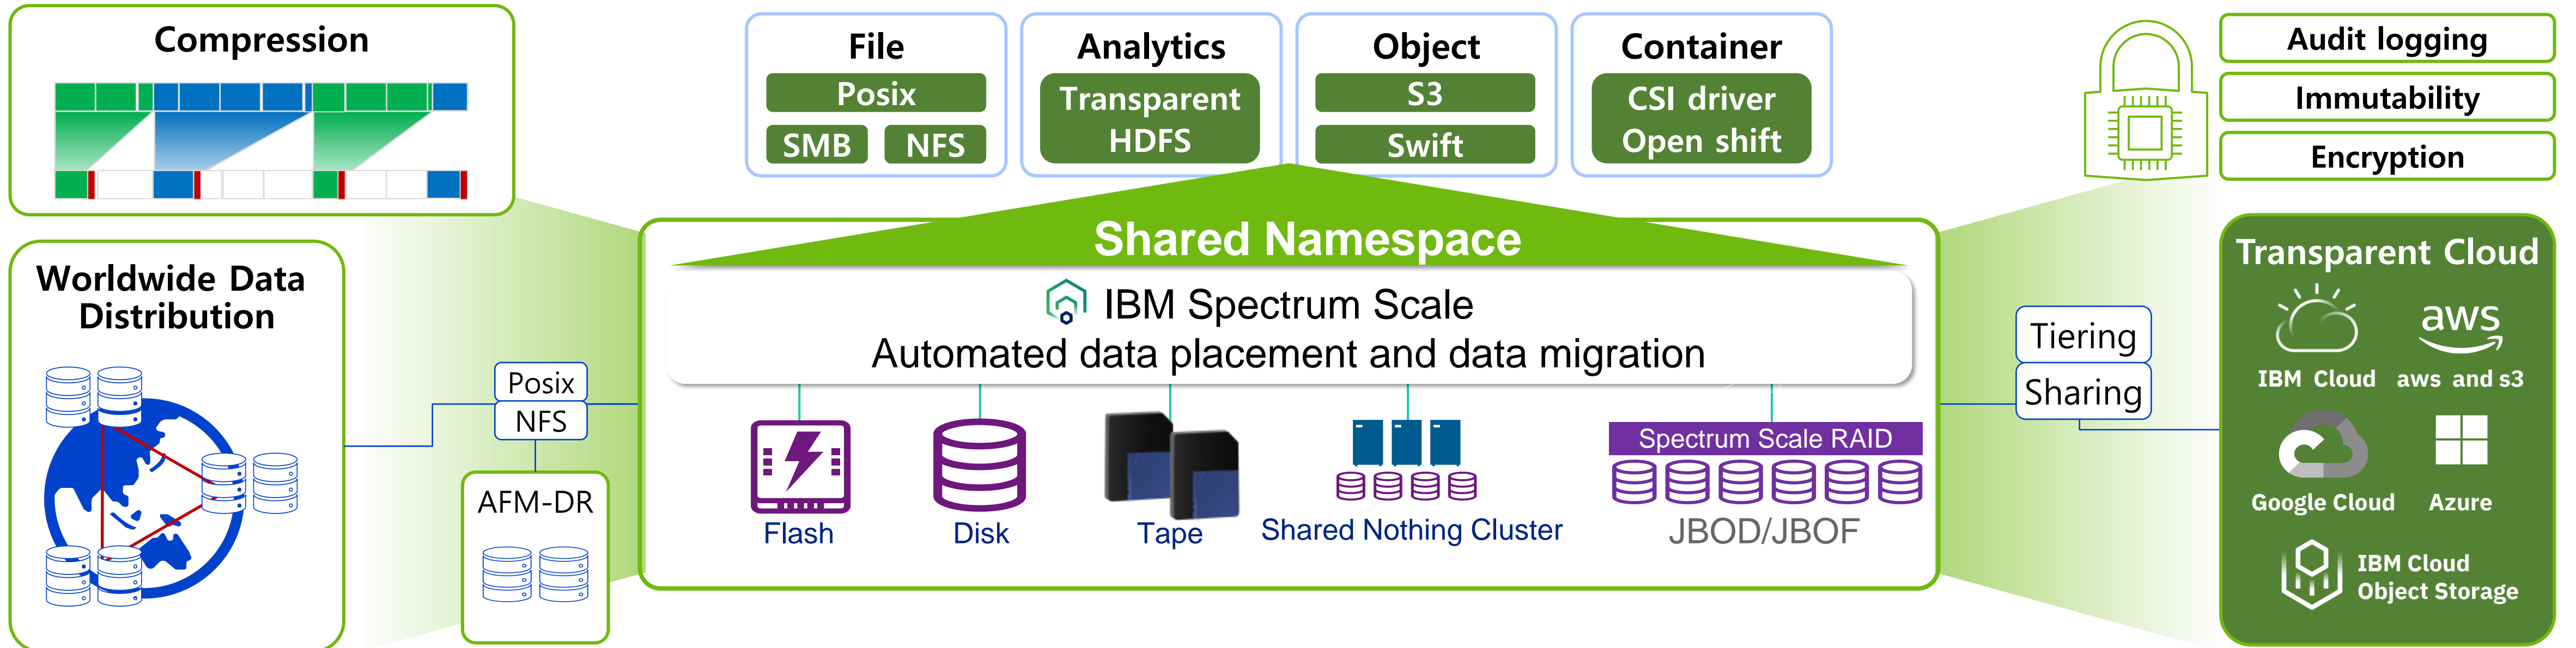 Compression
Worldwide Data
Distribution
Posix
NFS
AFM-DR
File
Posix
SMB
NFS
Analytics
Transparent
HDFS
Object
S3
Swift
Container
CSI driver
Open shift
Shared Namespace
IBM Spectrum Scale
Automated data placement and data migration
Flash
Disk
Tape
Shared Nothing Cluster
Spectrum Scale RAID
JBOD/JBOF
Tiering
Sharing
Audit logging
Immutability
Encryption
Transparent Cloud
IBM Cloud
aws
aws and s3
Google Cloud
Azure
IBM Cloud
Object Storage